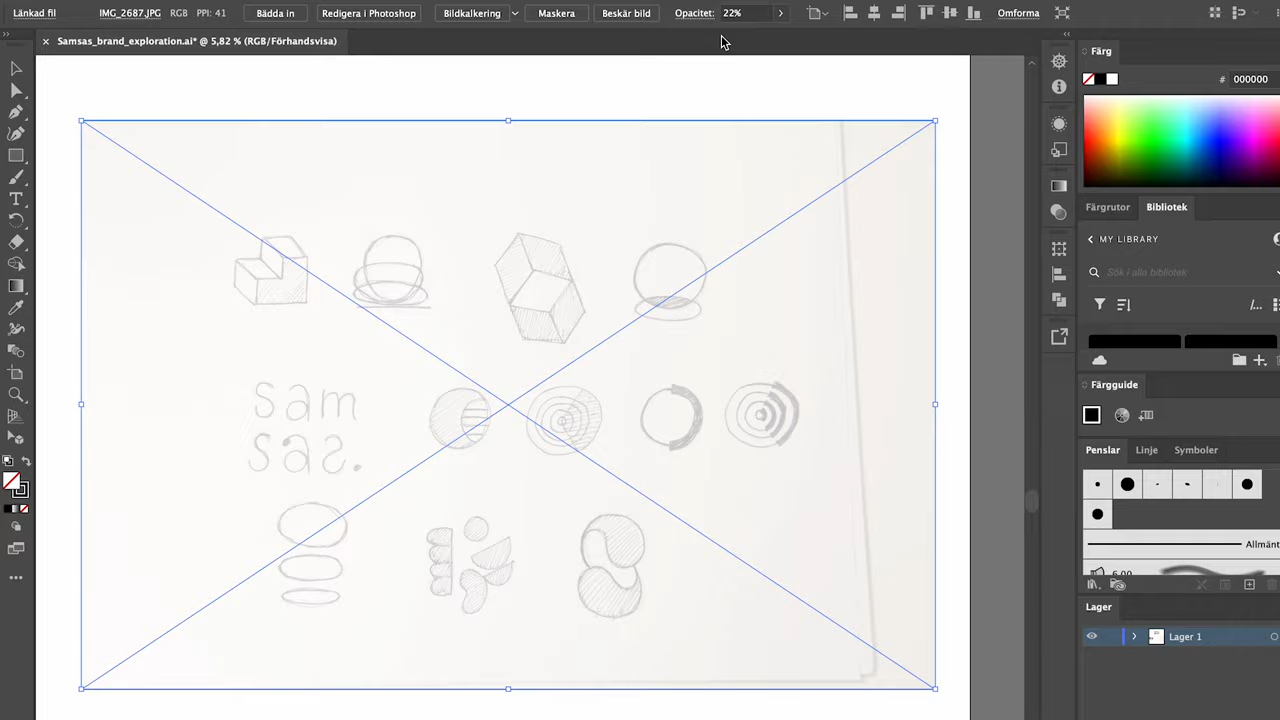 Länkad fil IMG_2687.JPG RGB PPI: 41 Bädda in Redigera i Photoshop Bildkalkering Maskera Beskär bild Opacitet: 22% Omforma
Samsas_brand_exploration.ai* @ 5,82 % (RGB/Förhandsvisa)
Färg
# 000000
Färgrutor Bibliotek
MY LIBRARY
Sök i alla bibliotek
Färgguide
Penslar Linje Symboler
Allmänt
6.00
Lager
Lager 1
sam
sas.